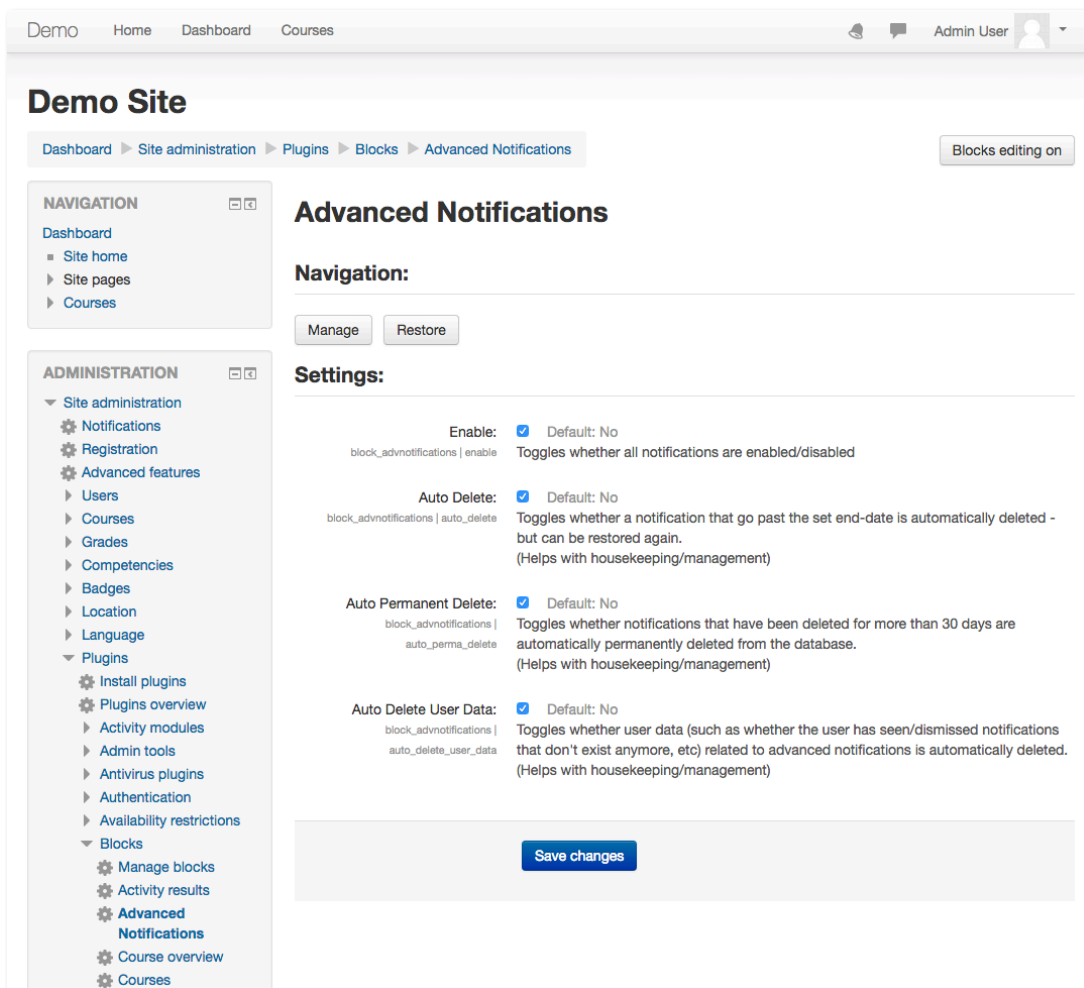 Demo Home Dashboard Courses Admin User
Demo Site
Dashboard Site administration Plugins Blocks Advanced Notifications
Blocks editing on
NAVIGATION
Dashboard
Site home
Site pages
Courses
ADMINISTRATION
Site administration
Notifications
Registration
Advanced features
Users
Courses
Grades
Competencies
Badges
Location
Language
Plugins
Install plugins
Plugins overview
Activity modules
Admin tools
Antivirus plugins
Authentication
Availability restrictions
Blocks
Manage blocks
Activity results
Advanced
Notifications
Course overview
Courses
Advanced Notifications
Navigation:
Manage Restore
Settings:
Enable: Default: No
block_advnotifications | enable Toggles whether all notifications are enabled/disabled
Auto Delete: Default: No
block_advnotifications | auto_delete Toggles whether a notification that go past the set end-date is automatically deleted -
but can be restored again.
(Helps with housekeeping/management)
Auto Permanent Delete: Default: No
block_advnotifications | Toggles whether notifications that have been deleted for more than 30 days are
auto_perma_delete automatically permanently deleted from the database.
(Helps with housekeeping/management)
Auto Delete User Data: Default: No
block_advnotifications | Toggles whether user data (such as whether the user has seen/dismissed notifications
auto_delete_user_data that don't exist anymore, etc) related to advanced notifications is automatically deleted.
(Helps with housekeeping/management)
Save changes